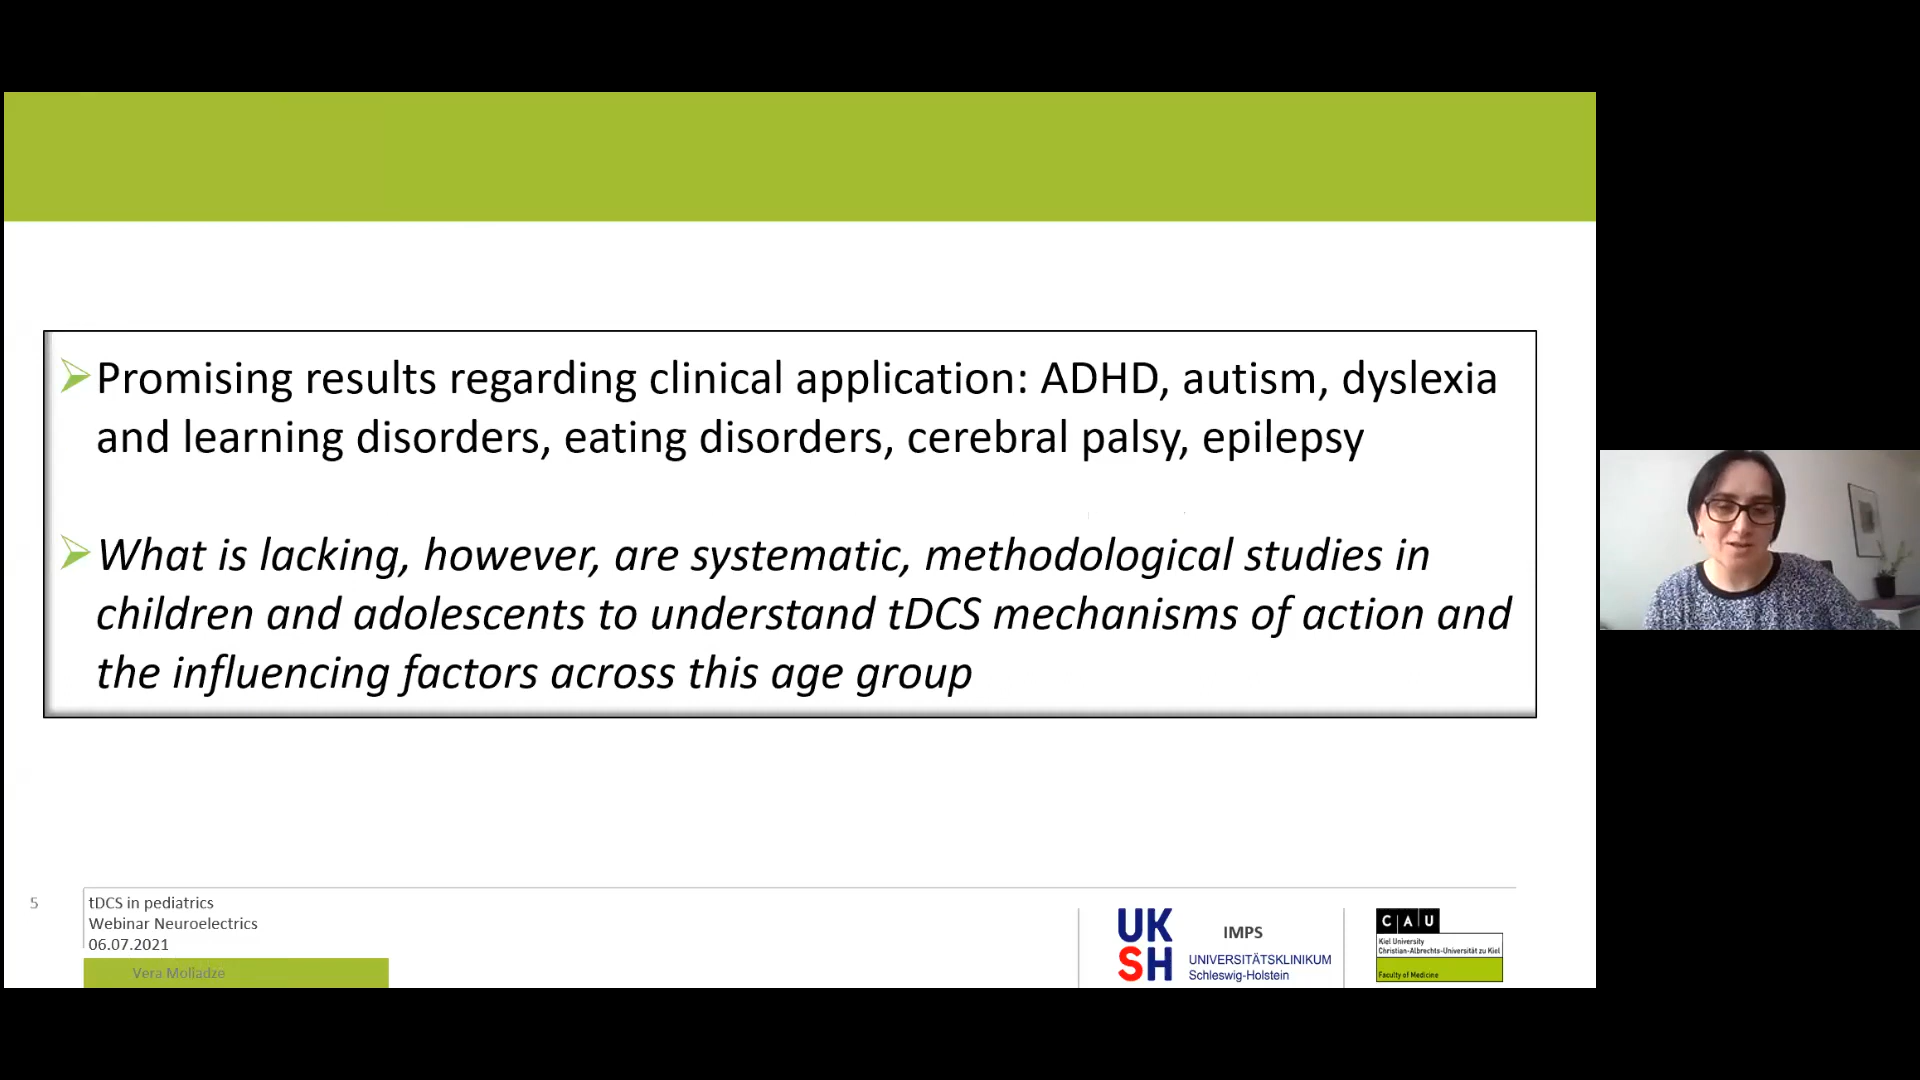 Promising results regarding clinical application: ADHD, autism, dyslexia
and learning disorders, eating disorders, cerebral palsy, epilepsy
What is lacking, however, are systematic, methodological studies in
children and adolescents to understand tDCS mechanisms of action and
the influencing factors across this age group
5
tDCS in pediatrics
Webinar Neuroelectrics
06.07.2021
Vera Moliadze
UK
SH
IMPS
UNIVERSITÄTSKLINIKUM
Schleswig-Holstein
C A U
Kiel University
Christian-Albrechts-Universität zu Kiel
Faculty of Medicine